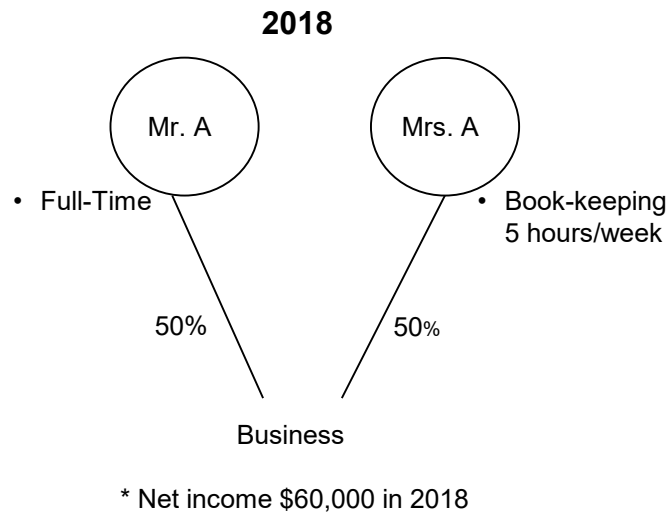 2018
Mr. A
Mrs. A
• Full-Time
• Book-keeping
5 hours/week
50%
50%
Business
* Net income $60,000 in 2018